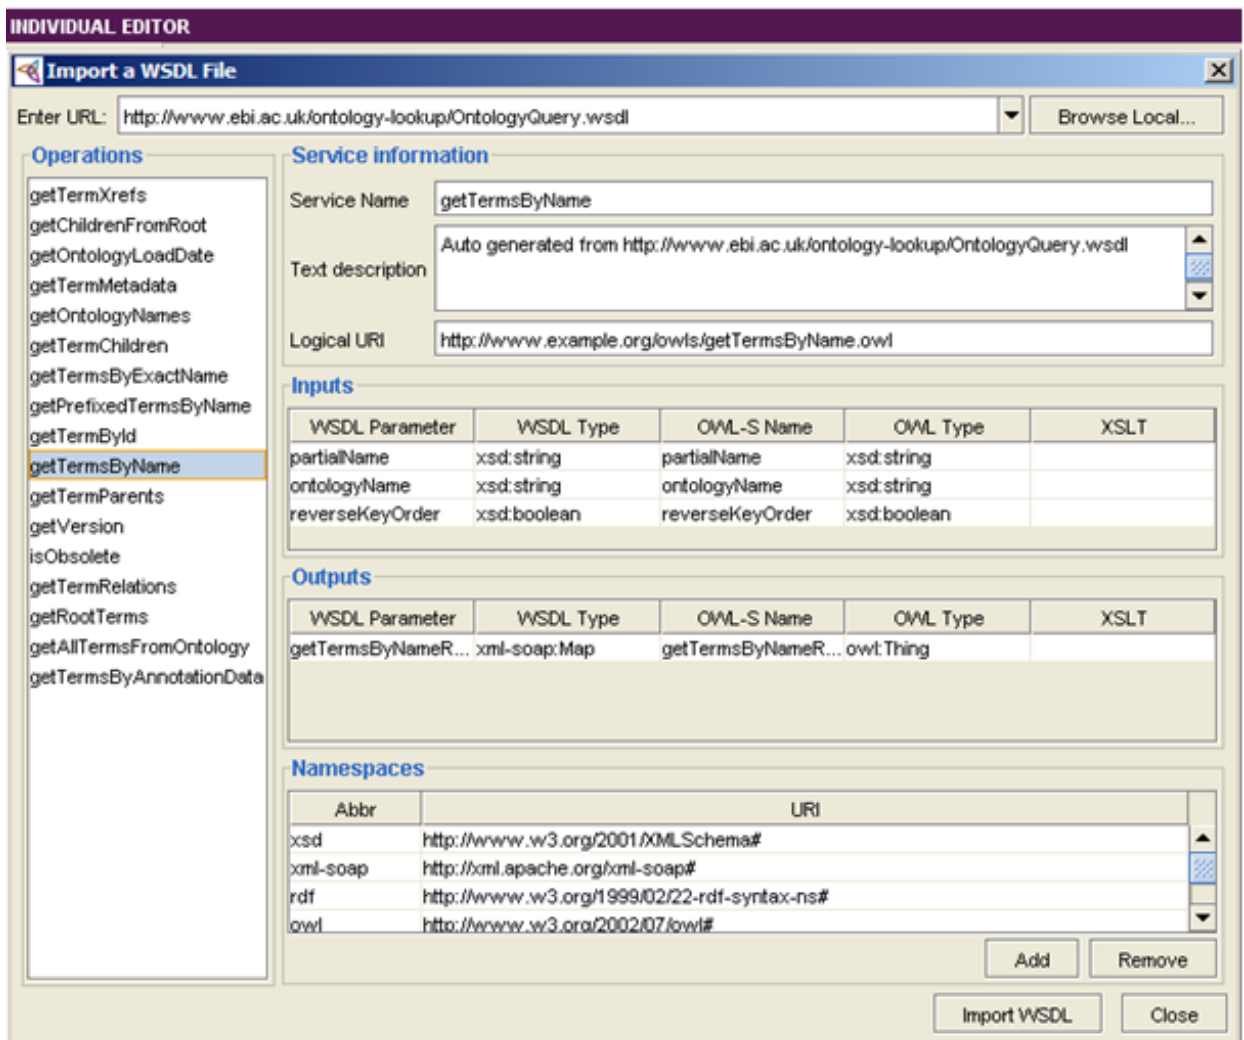 INDIVIDUAL EDITOR
Import a WSDL File
Enter URL: http://www.ebi.ac.uk/ontology-lookup/OntologyQuery.wsdl Browse Local...
Operations
getTermXrefs
getChildrenFromRoot
getOntologyLoadDate
getTermMetadata
getOntologyNames
getTermChildren
getTermsByExactName
getPrefixedTermsByName
getTermById
getTermsByName
getTermParents
getVersion
isObsolete
getTermRelations
getRootTerms
getAllTermsFromOntology
getTermsByAnnotationData
Service information
Service Name getTermsByName
Text description Auto generated from http://www.ebi.ac.uk/ontology-lookup/OntologyQuery.wsdl
Logical URI http://www.example.org/owls/getTermsByName.owl
Inputs
WSDL Parameter WSDL Type OWL-S Name OWL Type XSLT
partialName xsd:string partialName xsd:string
ontologyName xsd:string ontologyName xsd:string
reverseKeyOrder xsd:boolean reverseKeyOrder xsd:boolean
Outputs
WSDL Parameter WSDL Type OWL-S Name OWL Type XSLT
getTermsByNameR... xml-soap:Map getTermsByNameR... owl:Thing
Namespaces
Abbr URI
xsd http://www.w3.org/2001/XMLSchema#
xml-soap http://xml.apache.org/xml-soap#
rdf http://www.w3.org/1999/02/22-rdf-syntax-ns#
owl http://www.w3.org/2002/07/owl#
Add Remove
Import WSDL Close